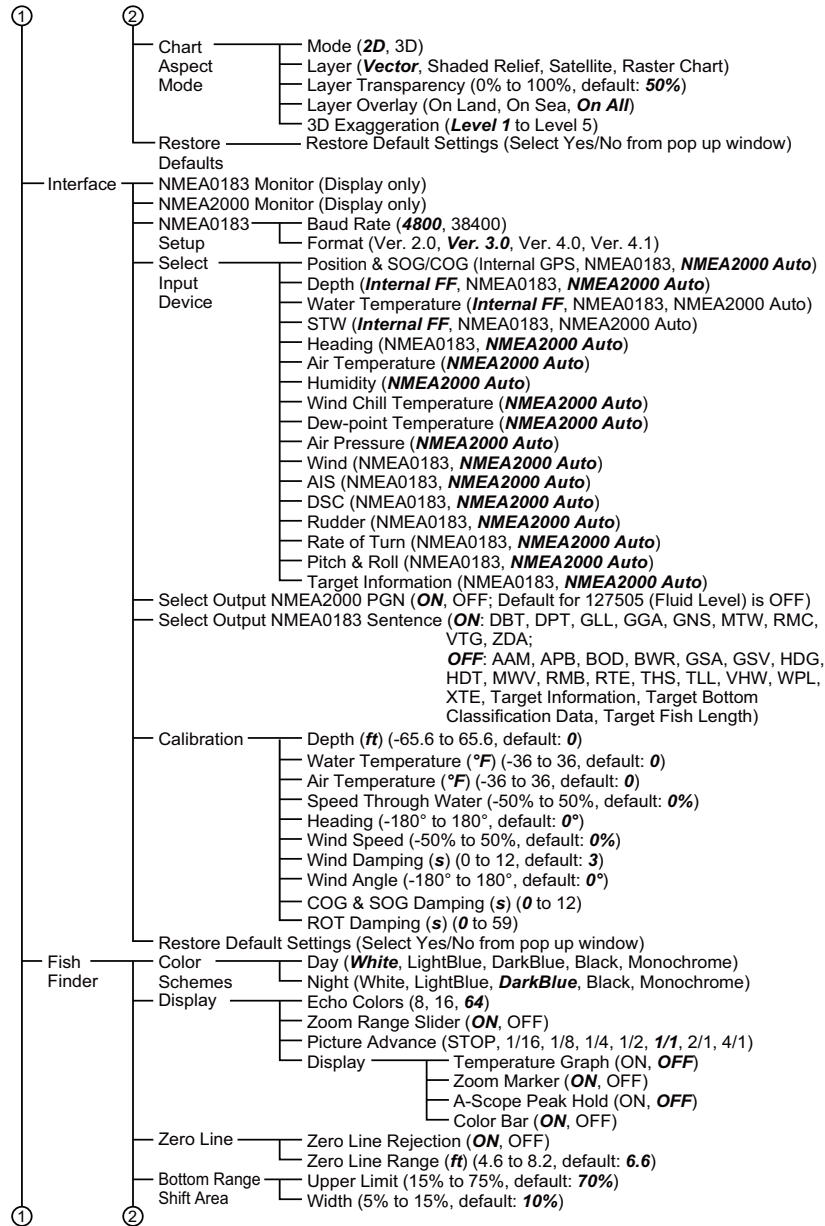 ① ②
Chart Aspect Mode
Mode (2D, 3D)
Layer (Vector, Shaded Relief, Satellite, Raster Chart)
Layer Transparency (0% to 100%, default: 50%)
Layer Overlay (On Land, On Sea, On All)
3D Exaggeration (Level 1 to Level 5)
Restore Defaults
Restore Default Settings (Select Yes/No from pop up window)
Interface
NMEA0183 Monitor (Display only)
NMEA2000 Monitor (Display only)
NMEA0183 Setup
Baud Rate (4800, 38400)
Format (Ver. 2.0, Ver. 3.0, Ver. 4.0, Ver. 4.1)
Select Input Device
Position & SOG/COG (Internal GPS, NMEA0183, NMEA2000 Auto)
Depth (Internal FF, NMEA0183, NMEA2000 Auto)
Water Temperature (Internal FF, NMEA0183, NMEA2000 Auto)
STW (Internal FF, NMEA0183, NMEA2000 Auto)
Heading (NMEA0183, NMEA2000 Auto)
Air Temperature (NMEA2000 Auto)
Humidity (NMEA2000 Auto)
Wind Chill Temperature (NMEA2000 Auto)
Dew-point Temperature (NMEA2000 Auto)
Air Pressure (NMEA2000 Auto)
Wind (NMEA0183, NMEA2000 Auto)
AIS (NMEA0183, NMEA2000 Auto)
DSC (NMEA0183, NMEA2000 Auto)
Rudder (NMEA0183, NMEA2000 Auto)
Rate of Turn (NMEA0183, NMEA2000 Auto)
Pitch & Roll (NMEA0183, NMEA2000 Auto)
Target Information (NMEA0183, NMEA2000 Auto)
Select Output NMEA2000 PGN (ON, OFF; Default for 127505 (Fluid Level) is OFF)
Select Output NMEA0183 Sentence (ON: DBT, DPT, GLL, GGA, GNS, MTW, RMC,
VTG, ZDA;
OFF: AAM, APB, BOD, BWR, GSA, GSV, HDG,
HDT, MWV, RMB, RTE, THS, TLL, VHW, WPL,
XTE, Target Information, Target Bottom
Classification Data, Target Fish Length)
Calibration
Depth (ft) (-65.6 to 65.6, default: 0)
Water Temperature (°F) (-36 to 36, default: 0)
Air Temperature (°F) (-36 to 36, default: 0)
Speed Through Water (-50% to 50%, default: 0%)
Heading (-180° to 180°, default: 0°)
Wind Speed (-50% to 50%, default: 0%)
Wind Damping (s) (0 to 12, default: 3)
Wind Angle (-180° to 180°, default: 0°)
COG & SOG Damping (s) (0 to 12)
ROT Damping (s) (0 to 59)
Restore Default Settings (Select Yes/No from pop up window)
Fish Finder
Color Schemes
Day (White, LightBlue, DarkBlue, Black, Monochrome)
Night (White, LightBlue, DarkBlue, Black, Monochrome)
Display
Echo Colors (8, 16, 64)
Zoom Range Slider (ON, OFF)
Picture Advance (STOP, 1/16, 1/8, 1/4, 1/2, 1/1, 2/1, 4/1)
Display
Temperature Graph (ON, OFF)
Zoom Marker (ON, OFF)
A-Scope Peak Hold (ON, OFF)
Color Bar (ON, OFF)
Zero Line
Zero Line Rejection (ON, OFF)
Zero Line Range (ft) (4.6 to 8.2, default: 6.6)
Bottom Range Shift Area
Upper Limit (15% to 75%, default: 70%)
Width (5% to 15%, default: 10%)
① ②